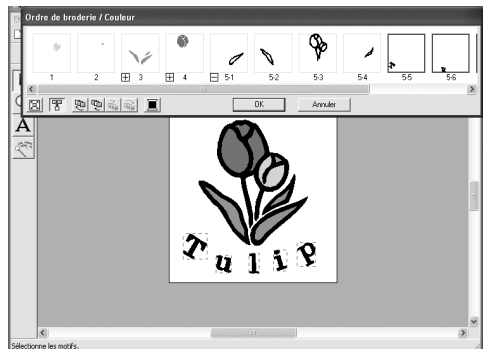 Ordre de broderie / Couleur
1 2 3 4 5-1 5-2 5-3 5-4 5-5 5-6
OK Annuler
A
Tulip
Sélectionne les motifs.